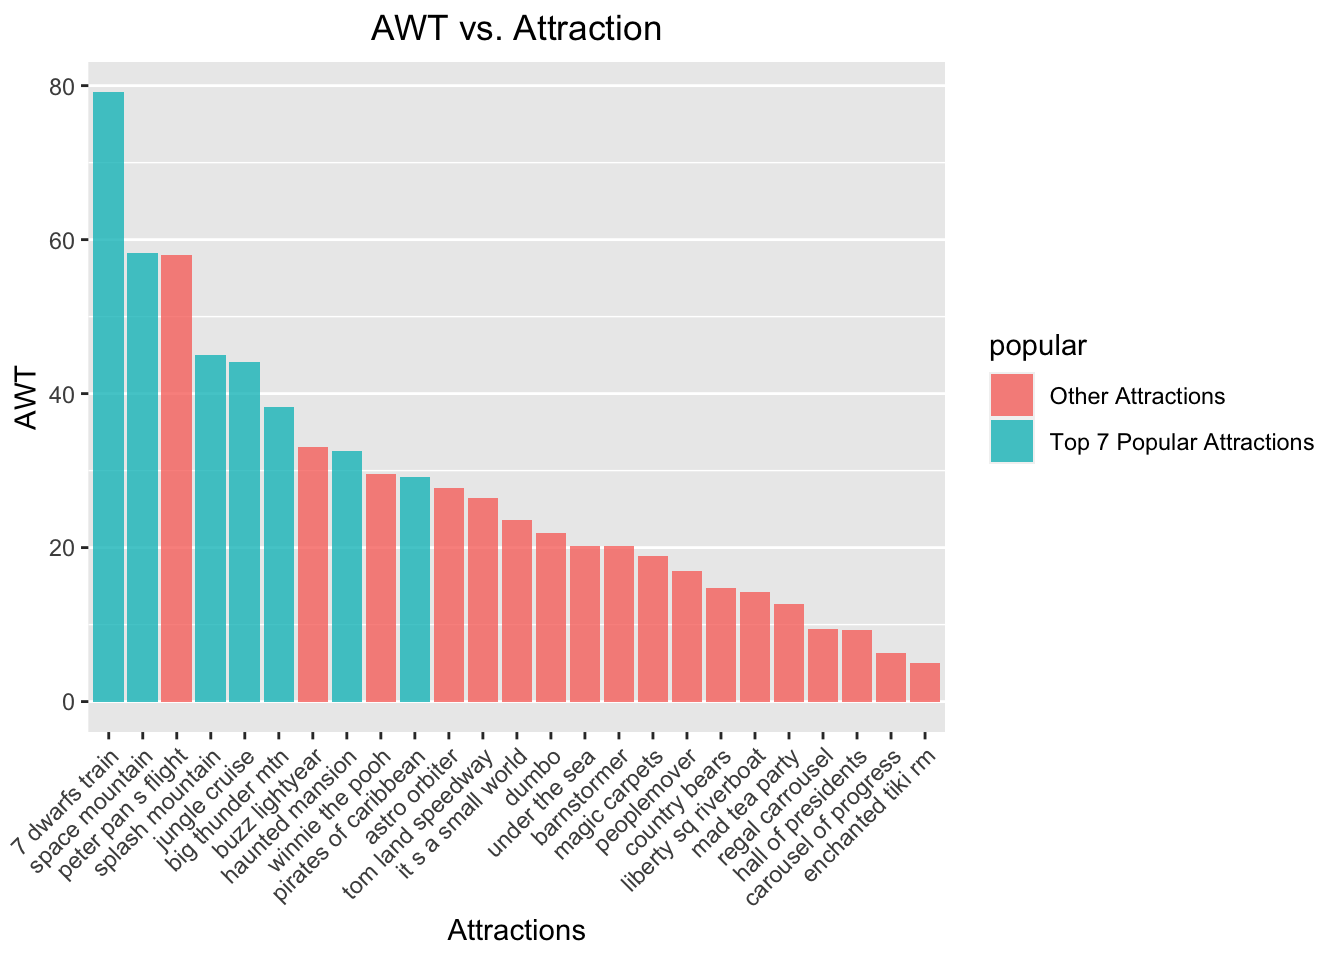 AWT vs. Attraction
AWT
80
60
40
20
0
7 dwarfs train
space mountain
peter pan s flight
splash mountain
jungle cruise
big thunder mtn
buzz lightyear
haunted mansion
winnie the pooh
pirates of caribbean
astro orbiter
tom land speedway
it s a small world
dumbo
under the sea
barnstormer
magic carpets
peoplemover
country bears
liberty sq riverboat
mad tea party
regal carrousel
hall of presidents
carousel of progress
enchanted tiki rm
Attractions
popular
Other Attractions
Top 7 Popular Attractions